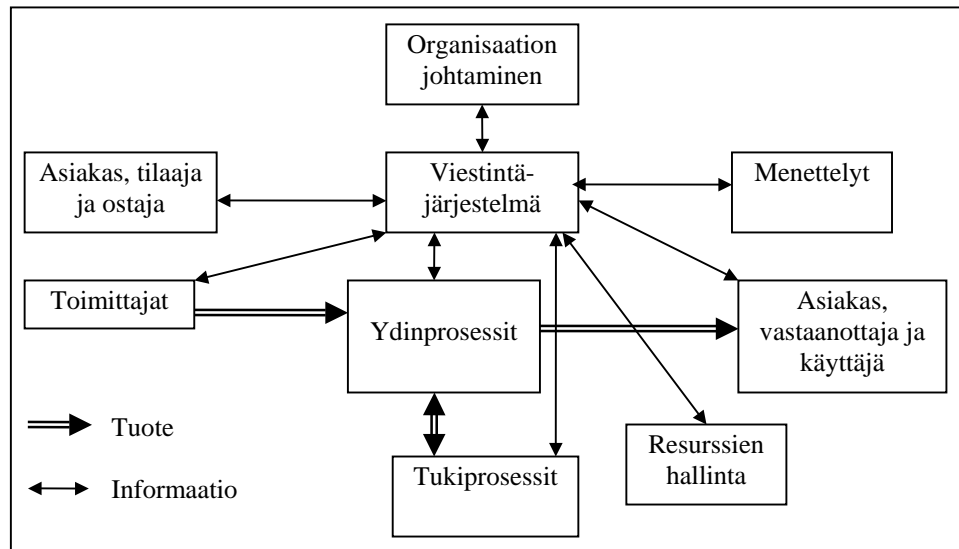 Organisaation
johtaminen
Asiakas, tilaaja
ja ostaja
Viestintä-
järjestelmä
Menettelyt
Toimittajat
Ydinprosessit
Asiakas,
vastaanottaja ja
käyttäjä
Tuote
Informaatio
Tukiprosessit
Resurssien
hallinta